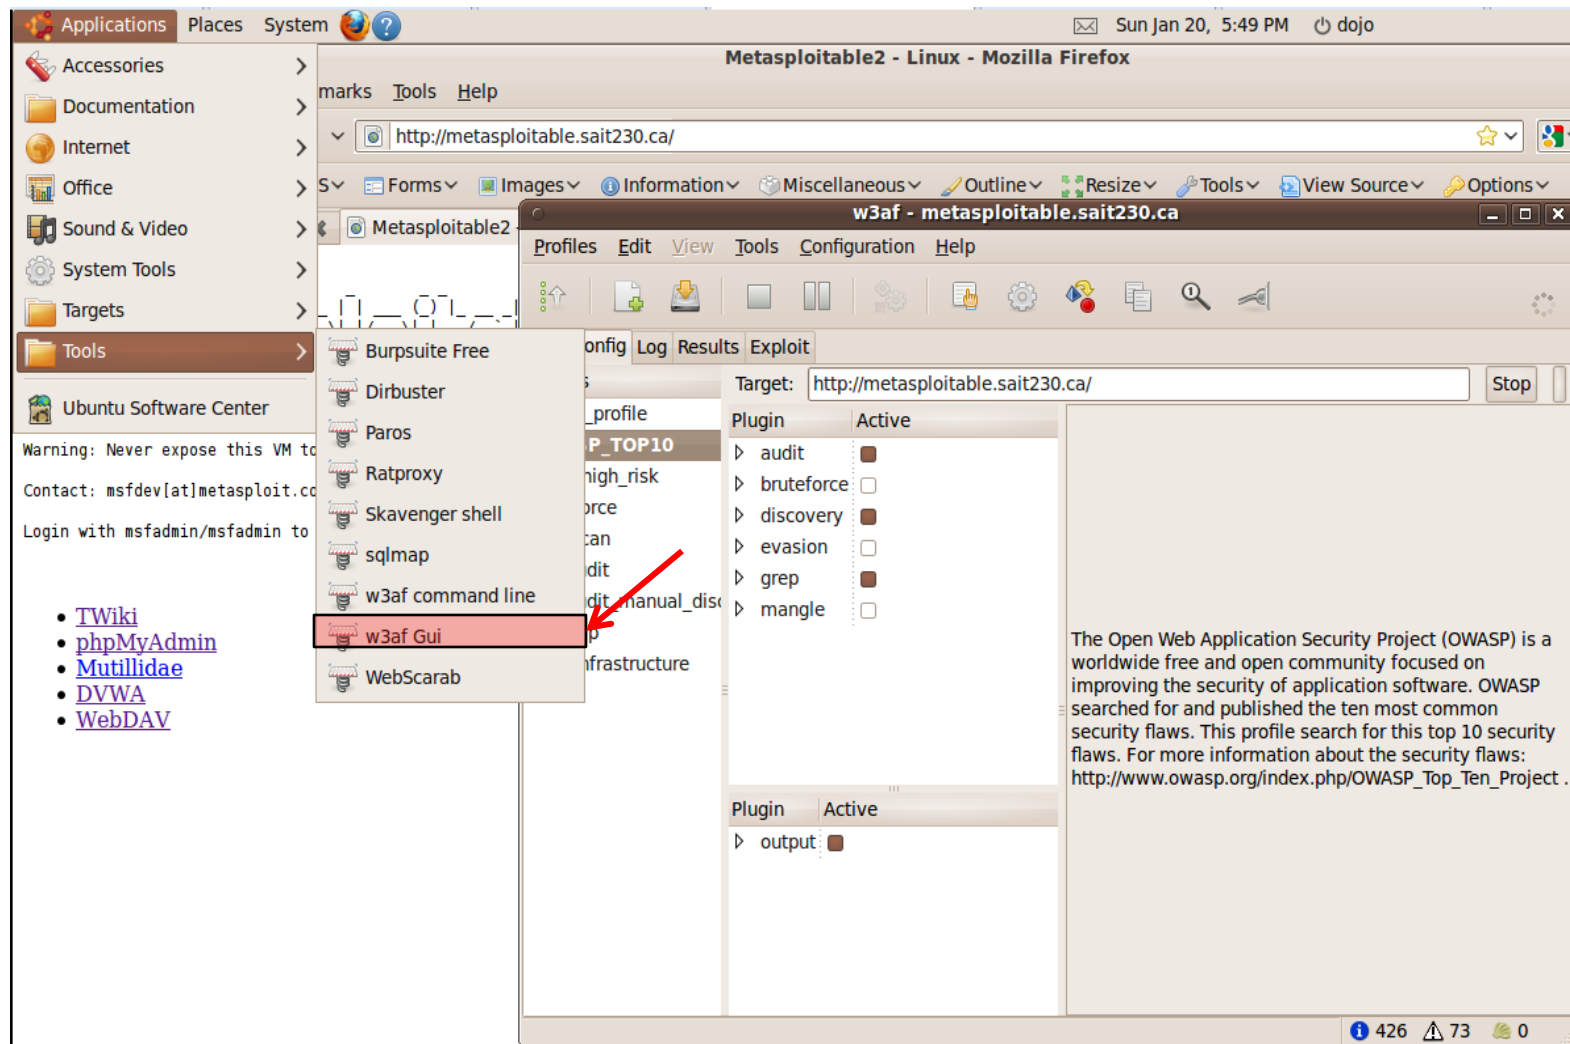 Applications Places System
Sun Jan 20, 5:49 PM dojo
Accessories
Documentation
Internet
Office
Sound & Video
System Tools
Targets
Tools
Ubuntu Software Center
Metasploitable2 - Linux - Mozilla Firefox
marks Tools Help
http://metasploitable.sait230.ca/
S Forms Images Information Miscellaneous Outline Resize Tools View Source Options
Metasploitable2
Warning: Never expose this VM to
Contact: msfdev[at]metasploit.co
Login with msfadmin/msfadmin to
TWiki
phpMyAdmin
Mutillidae
DVWA
WebDAV
Burpsuite Free
Dirbuster
Paros
Ratproxy
Skavenger shell
sqlmap
w3af command line
w3af Gui
WebScarab
w3af - metasploitable.sait230.ca
Profiles Edit View Tools Configuration Help
onfig Log Results Exploit
s
_profile
P_TOP10
high_risk
orce
can
dit
dit_manual_disc
p
nfrastructure
Target: http://metasploitable.sait230.ca/ Stop
Plugin Active
audit
bruteforce
discovery
evasion
grep
mangle
Plugin Active
output
The Open Web Application Security Project (OWASP) is a
worldwide free and open community focused on
improving the security of application software. OWASP
searched for and published the ten most common
security flaws. This profile search for this top 10 security
flaws. For more information about the security flaws:
http://www.owasp.org/index.php/OWASP_Top_Ten_Project .
426 73 0